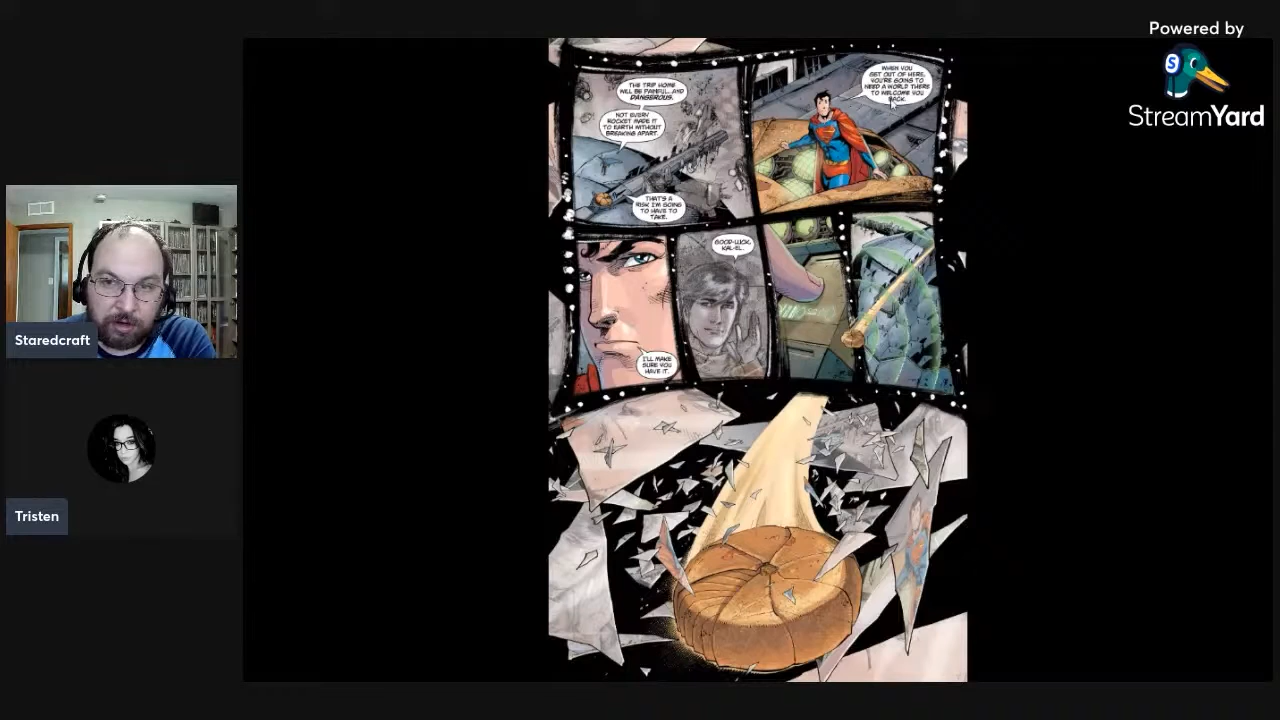 Powered by
StreamYard
THE TRIP HOME
WILL BE PAINFUL. AND
DANGEROUS.
NOT EVERY
ROCKET MADE IT
TO EARTH WITHOUT
BREAKING APART.
THAT'S A
RISK I'M GOING
TO HAVE TO
TAKE.
WHEN YOU
GET OUT OF HERE,
YOU'RE GOING TO
NEED A WORLD THERE
TO WELCOME YOU
BACK.
I'LL MAKE
SURE YOU
HAVE IT.
GOOD LUCK,
KAL-EL.
Staredcraft
Tristen